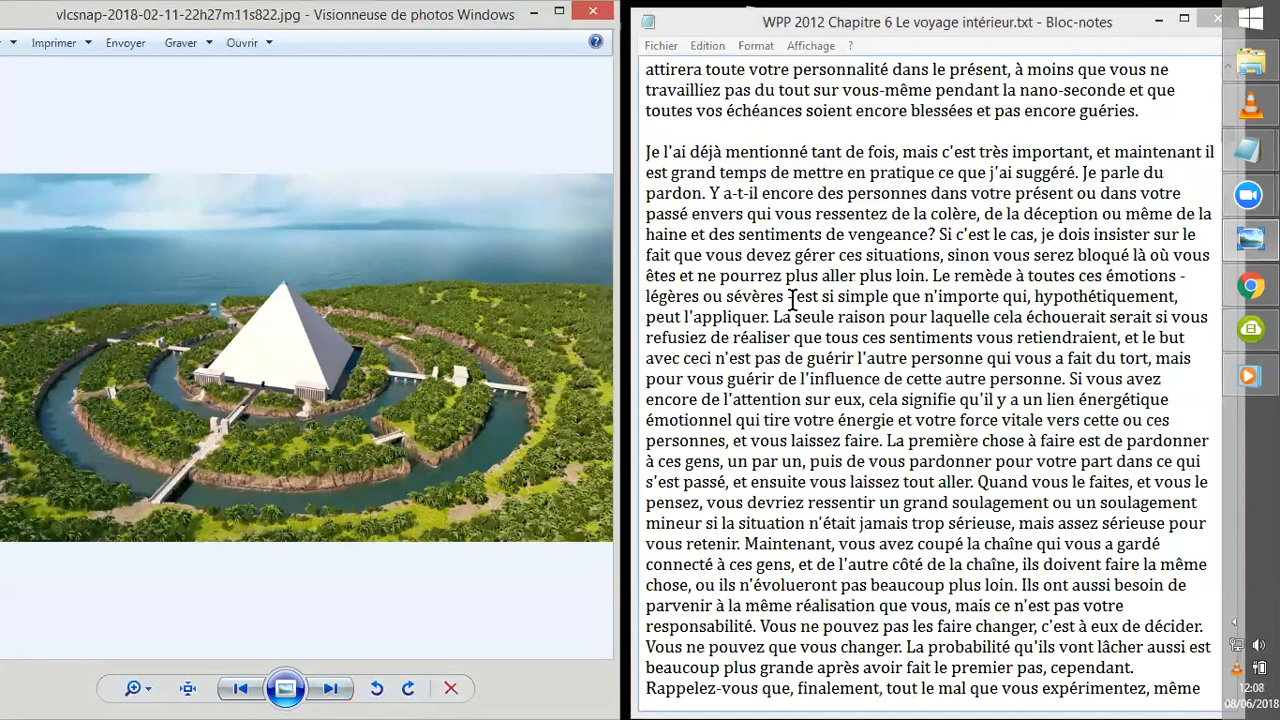 vlcsnap-2018-02-11-22h27m11s822.jpg - Visionneuse de photos Windows
Imprimer Envoyer Graver Ouvrir
WPP 2012 Chapitre 6 Le voyage intérieur.txt - Bloc-notes
Fichier Edition Format Affichage ?
attirera toute votre personnalité dans le présent, à moins que vous ne
travailliez pas du tout sur vous-même pendant la nano-seconde et que
toutes vos échéances soient encore blessées et pas encore guéries.
Je l'ai déjà mentionné tant de fois, mais c'est très important, et maintenant il
est grand temps de mettre en pratique ce que j'ai suggéré. Je parle du
pardon. Y a-t-il encore des personnes dans votre présent ou dans votre
passé envers qui vous ressentez de la colère, de la déception ou même de la
haine et des sentiments de vengeance? Si c'est le cas, je dois insister sur le
fait que vous devez gérer ces situations, sinon vous serez bloqué là où vous
êtes et ne pourrez plus aller plus loin. Le remède à toutes ces émotions -
légères ou sévères - est si simple que n'importe qui, hypothétiquement,
peut l'appliquer. La seule raison pour laquelle cela échouerait serait si vous
refusiez de réaliser que tous ces sentiments vous retiendraient, et le but
avec ceci n'est pas de guérir l'autre personne qui vous a fait du tort, mais
pour vous guérir de l'influence de cette autre personne. Si vous avez
encore de l'attention sur eux, cela signifie qu'il y a un lien énergétique
émotionnel qui tire votre énergie et votre force vitale vers cette ou ces
personnes, et vous laissez faire. La première chose à faire est de pardonner
à ces gens, un par un, puis de vous pardonner pour votre part dans ce qui
s'est passé, et ensuite vous laissez tout aller. Quand vous le faites, et vous le
pensez, vous devriez ressentir un grand soulagement ou un soulagement
mineur si la situation n'était jamais trop sérieuse, mais assez sérieuse pour
vous retenir. Maintenant, vous avez coupé la chaîne qui vous a gardé
connecté à ces gens, et de l'autre côté de la chaîne, ils doivent faire la même
chose, ou ils n'évolueront pas beaucoup plus loin. Ils ont aussi besoin de
parvenir à la même réalisation que vous, mais ce n'est pas votre
responsabilité. Vous ne pouvez pas les faire changer, c'est à eux de décider.
Vous ne pouvez que vous changer. La probabilité qu'ils vont lâcher aussi est
beaucoup plus grande après avoir fait le premier pas, cependant.
Rappelez-vous que, finalement, tout le mal que vous expérimentez, même
12:08
08/06/2018